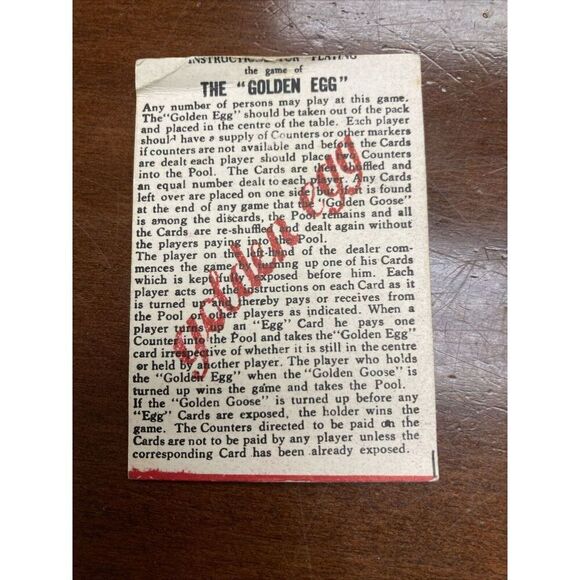 INSTRUCTIONS FOR PLAYING
the game of
THE "GOLDEN EGG"
Any number of persons may play at this game.
The "Golden Egg" should be taken out of the pack
and placed in the centre of the table. Each player
should have a supply of Counters or other markers
if counters are not available and before the Cards
are dealt each player should place two Counters
into the Pool. The Cards are then shuffled and
an equal number dealt to each player. Any Cards
left over are placed on one side but if it is found
at the end of any game that the "Golden Goose"
is among the discards, the Pool remains and all
the Cards are re-shuffled and dealt again without
the players paying into the Pool.
The player on the left-hand of the dealer com-
mences the game by turning up one of his Cards
which is kept fully exposed before him. Each
player acts on the instructions on each Card as it
is turned up and thereby pays or receives from
the Pool or other players as indicated. When a
player turns up an "Egg" Card he pays one
Counter into the Pool and takes the "Golden Egg"
card irrespective of whether it is still in the centre
or held by another player. The player who holds
the "Golden Egg" when the "Golden Goose" is
turned up wins the game and takes the Pool.
If the "Golden Goose" is turned up before any
"Egg" Cards are exposed, the holder wins the
game. The Counters directed to be paid on the
Cards are not to be paid by any player unless the
corresponding Card has been already exposed.
golden egg